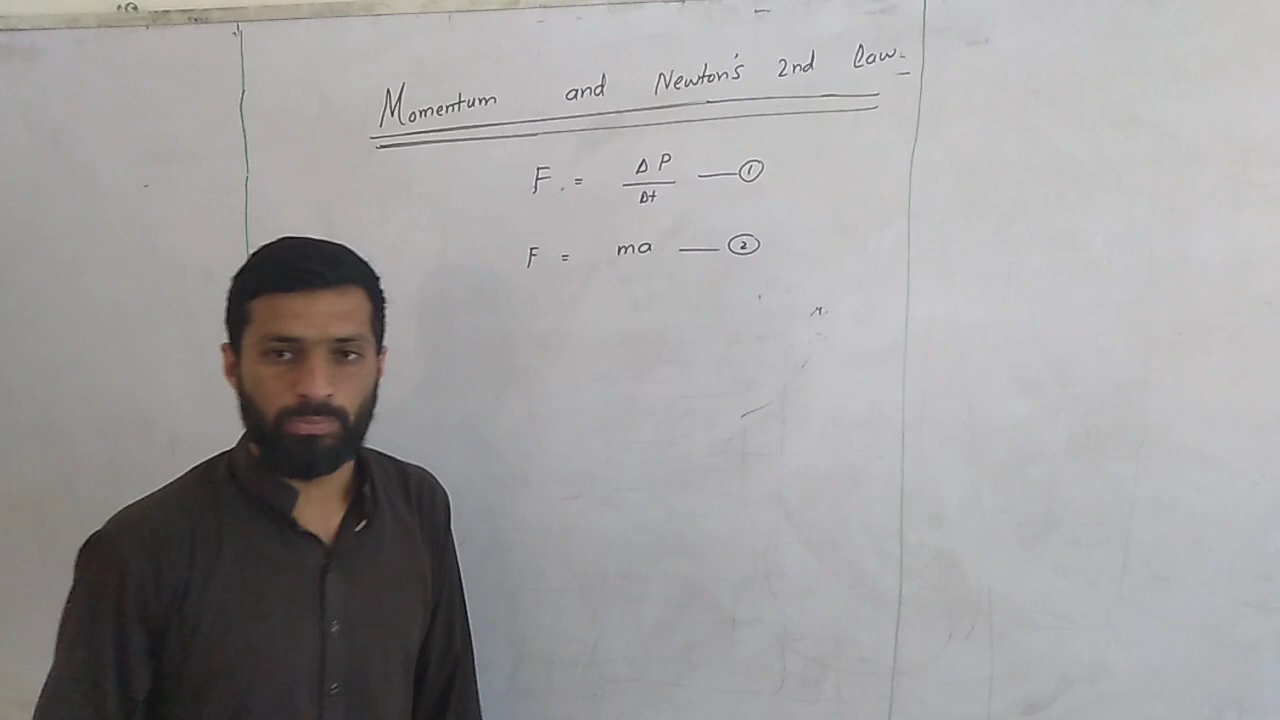 Momentum and Newton's 2nd law.
F = ΔP/Δt — ①
F = ma — ②